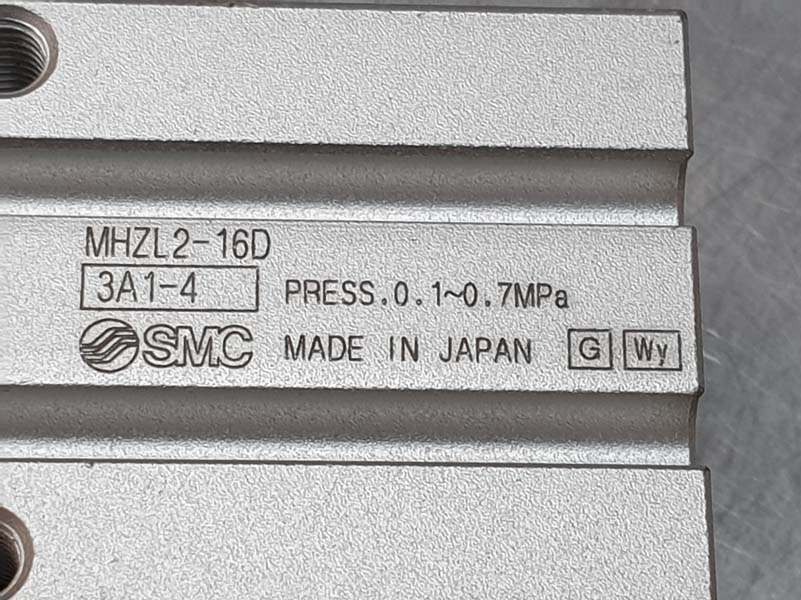 MHZL2-16D
3A1-4 PRESS.0.1~0.7MPa
SMC MADE IN JAPAN G Wy